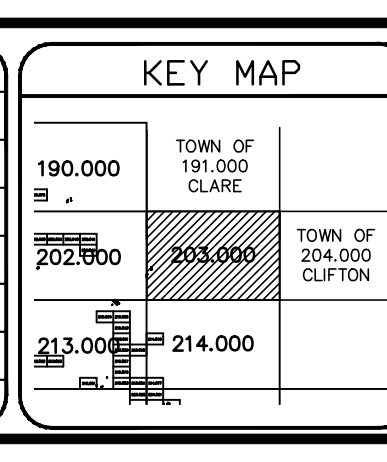 KEY MAP
TOWN OF
190.000
191.000
CLARE
202.000
203.000
TOWN OF
204.000
CLIFTON
213.000
214.000